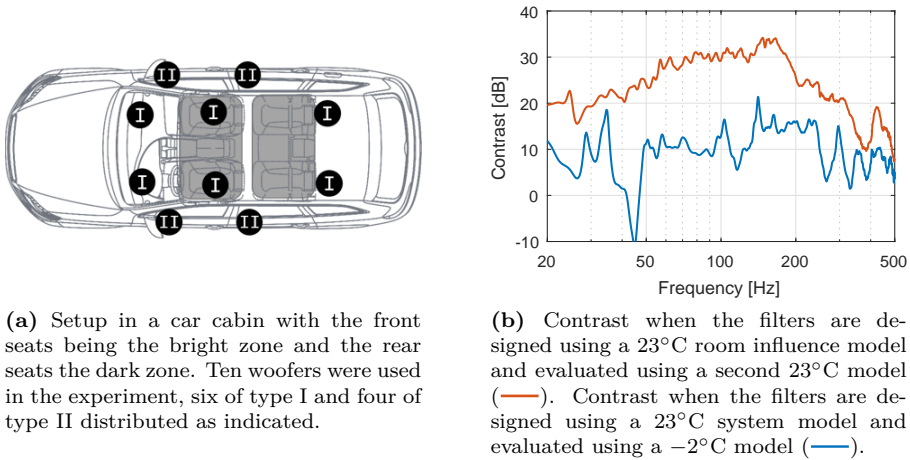 II
II
I
I
I
I
I
I
II
II
40
30
20
10
0
-10
Contrast [dB]
20
50
100
200
500
Frequency [Hz]
(a) Setup in a car cabin with the front
seats being the bright zone and the rear
seats the dark zone. Ten woofers were used
in the experiment, six of type I and four of
type II distributed as indicated.
(b) Contrast when the filters are de-
signed using a 23°C room influence model
and evaluated using a second 23°C model
(——). Contrast when the filters are de-
signed using a 23°C system model and
evaluated using a −2°C model (——).